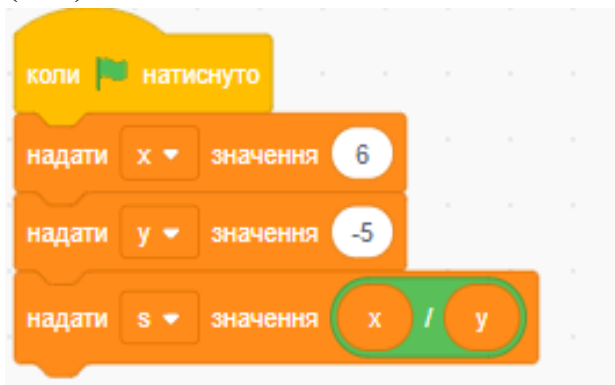 коли натиснуто
надати x значення 6
надати y значення -5
надати s значення x / y